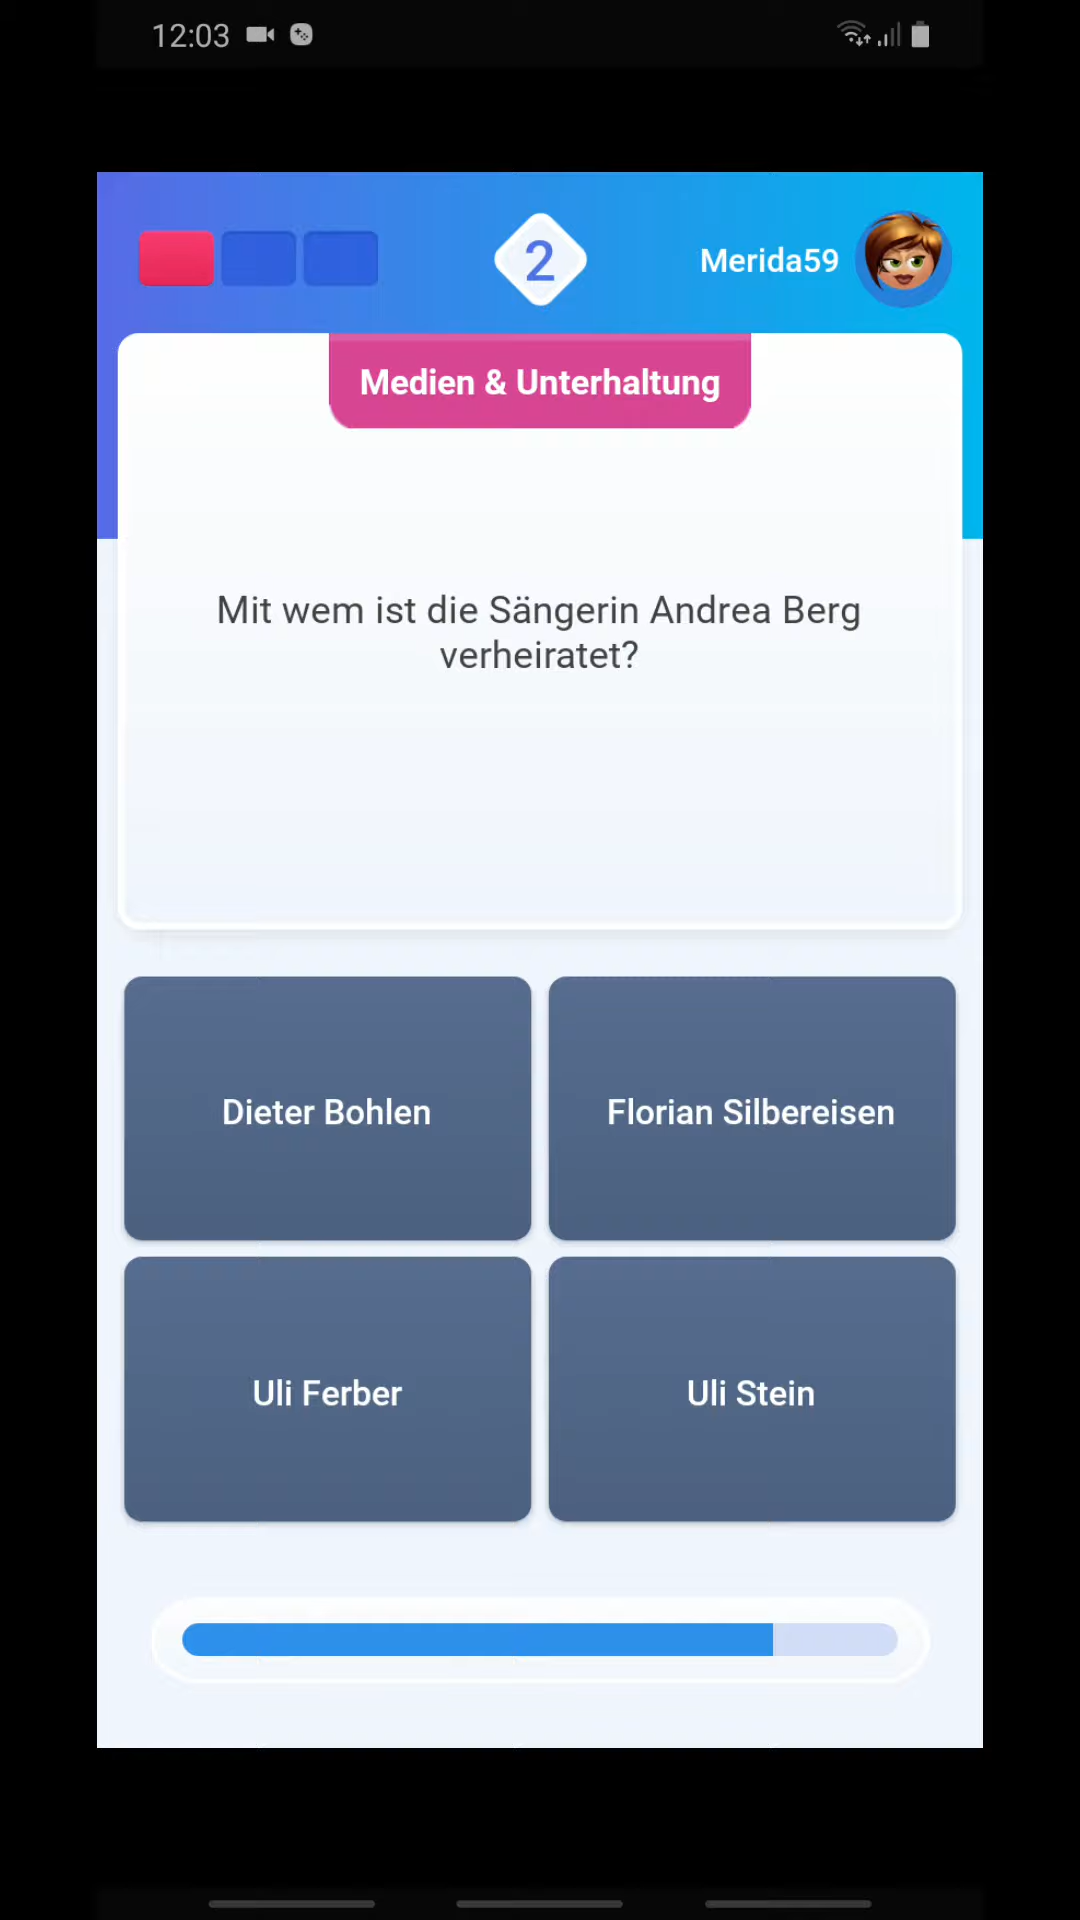 12:03
2
Merida59
Medien & Unterhaltung
Mit wem ist die Sängerin Andrea Berg
verheiratet?
Dieter Bohlen
Florian Silbereisen
Uli Ferber
Uli Stein